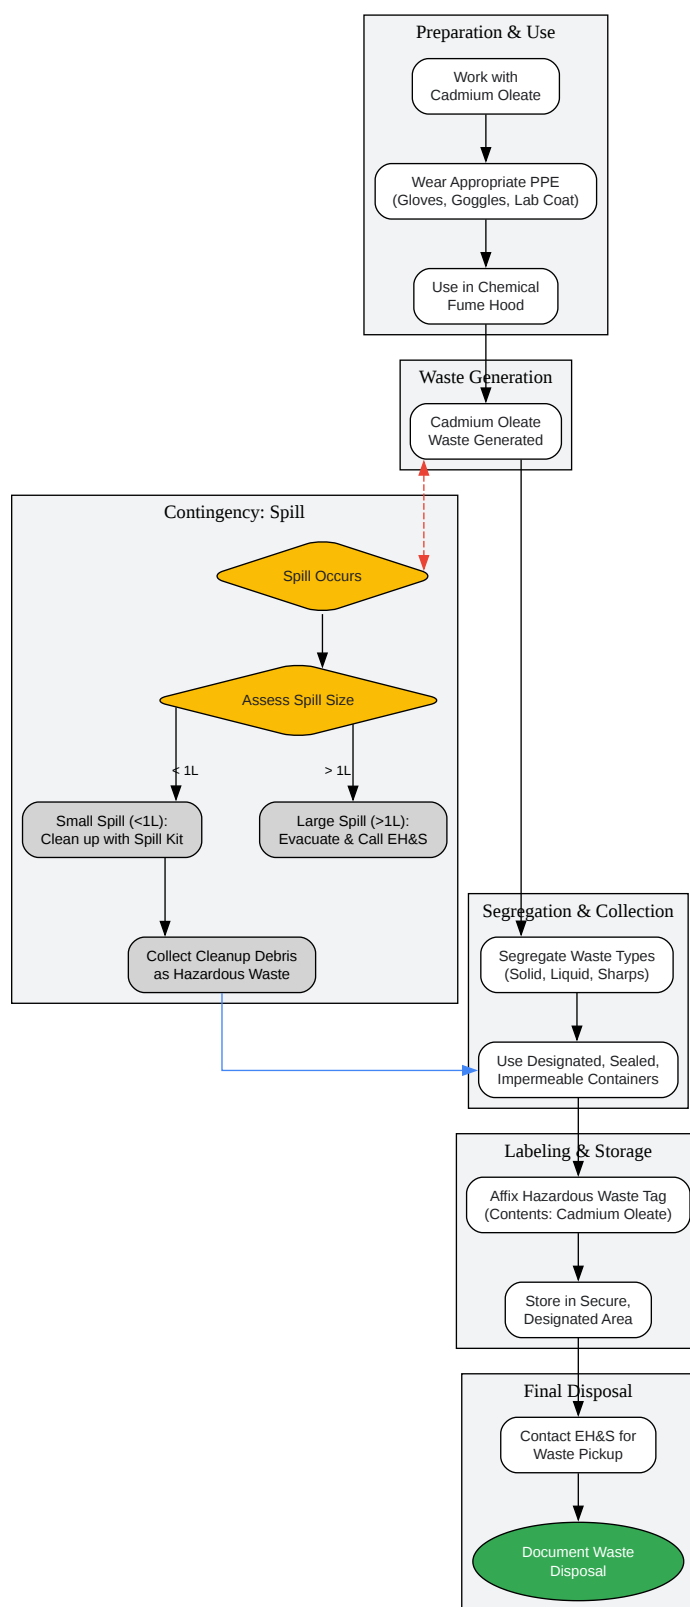 Preparation & Use
Work with
Cadmium Oleate
Wear Appropriate PPE
(Gloves, Goggles, Lab Coat)
Use in Chemical
Fume Hood
Waste Generation
Cadmium Oleate
Waste Generated
Contingency: Spill
Spill Occurs
Assess Spill Size
< 1L
> 1L
Small Spill (<1L):
Clean up with Spill Kit
Large Spill (>1L):
Evacuate & Call EH&S
Collect Cleanup Debris
as Hazardous Waste
Segregation & Collection
Segregate Waste Types
(Solid, Liquid, Sharps)
Use Designated, Sealed,
Impermeable Containers
Labeling & Storage
Affix Hazardous Waste Tag
(Contents: Cadmium Oleate)
Store in Secure,
Designated Area
Final Disposal
Contact EH&S for
Waste Pickup
Document Waste
Disposal